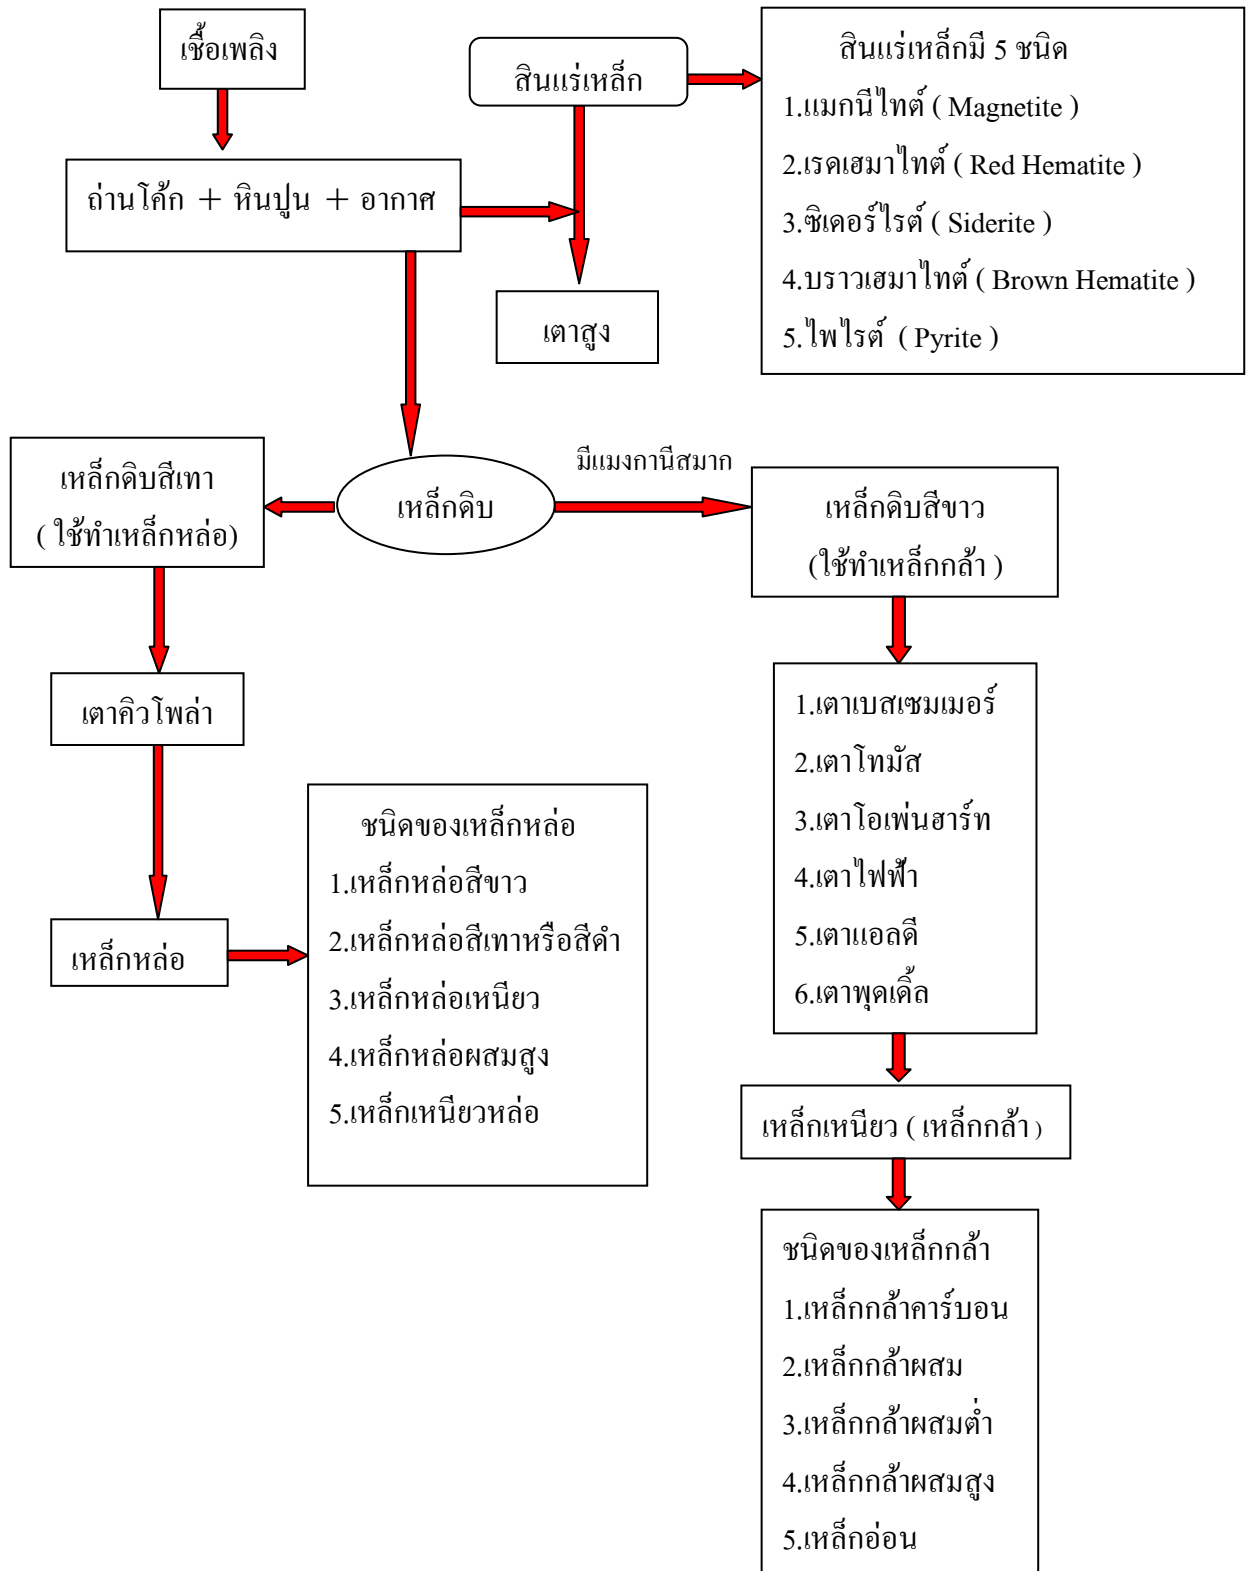 เชื้อเพลิง
สินแร่เหล็ก
สินแร่เหล็กมี 5 ชนิด
1.แมกนีไทต์ ( Magnetite )
2.เรดเฮมาไทต์ ( Red Hematite )
3.ซิเดอร์ไรต์ ( Siderite )
4.บราวเฮมาไทต์ ( Brown Hematite )
5.ไพไรต์ ( Pyrite )
ถ่านโค้ก + หินปูน + อากาศ
เตาสูง
เหล็กดิบสีเทา
( ใช้ทำเหล็กหล่อ)
เหล็กดิบ
มีแมงกานีสมาก
เหล็กดิบสีขาว
(ใช้ทำเหล็กกล้า )
เตาคิวโพล่า
1.เตาเบสเซมเมอร์
2.เตาโทมัส
3.เตาโอเพ่นฮาร์ท
4.เตาไฟฟ้า
5.เตาแอลดี
6.เตาพุดเดิ้ล
เหล็กหล่อ
ชนิดของเหล็กหล่อ
1.เหล็กหล่อสีขาว
2.เหล็กหล่อสีเทาหรือสีดำ
3.เหล็กหล่อเหนียว
4.เหล็กหล่อผสมสูง
5.เหล็กเหนียวหล่อ
เหล็กเหนียว ( เหล็กกล้า )
ชนิดของเหล็กกล้า
1.เหล็กกล้าคาร์บอน
2.เหล็กกล้าผสม
3.เหล็กกล้าผสมต่ำ
4.เหล็กกล้าผสมสูง
5.เหล็กอ่อน